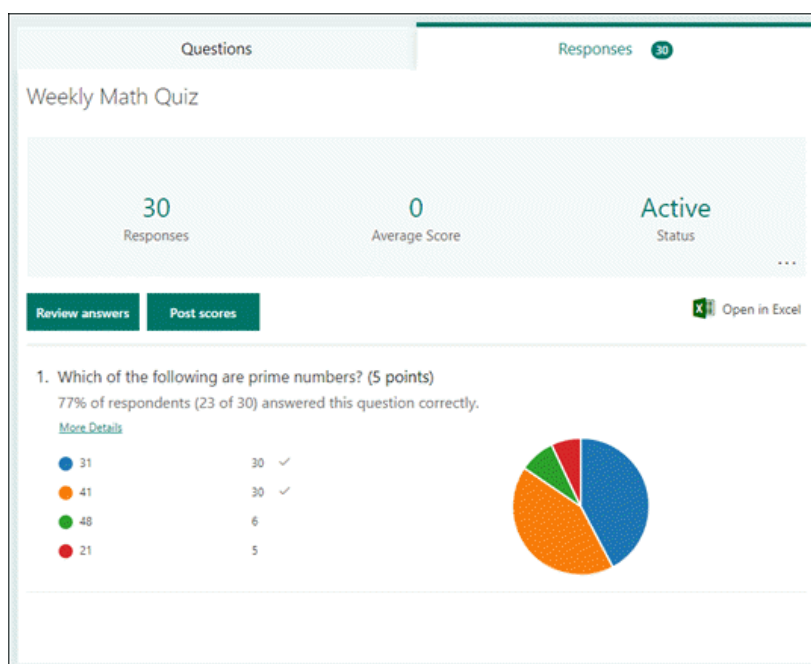 Questions
Responses 30
Weekly Math Quiz
30
Responses
0
Average Score
Active
Status
...
Review answers
Post scores
Open in Excel
1. Which of the following are prime numbers? (5 points)
77% of respondents (23 of 30) answered this question correctly.
More Details
31 30
41 30
48 6
21 5